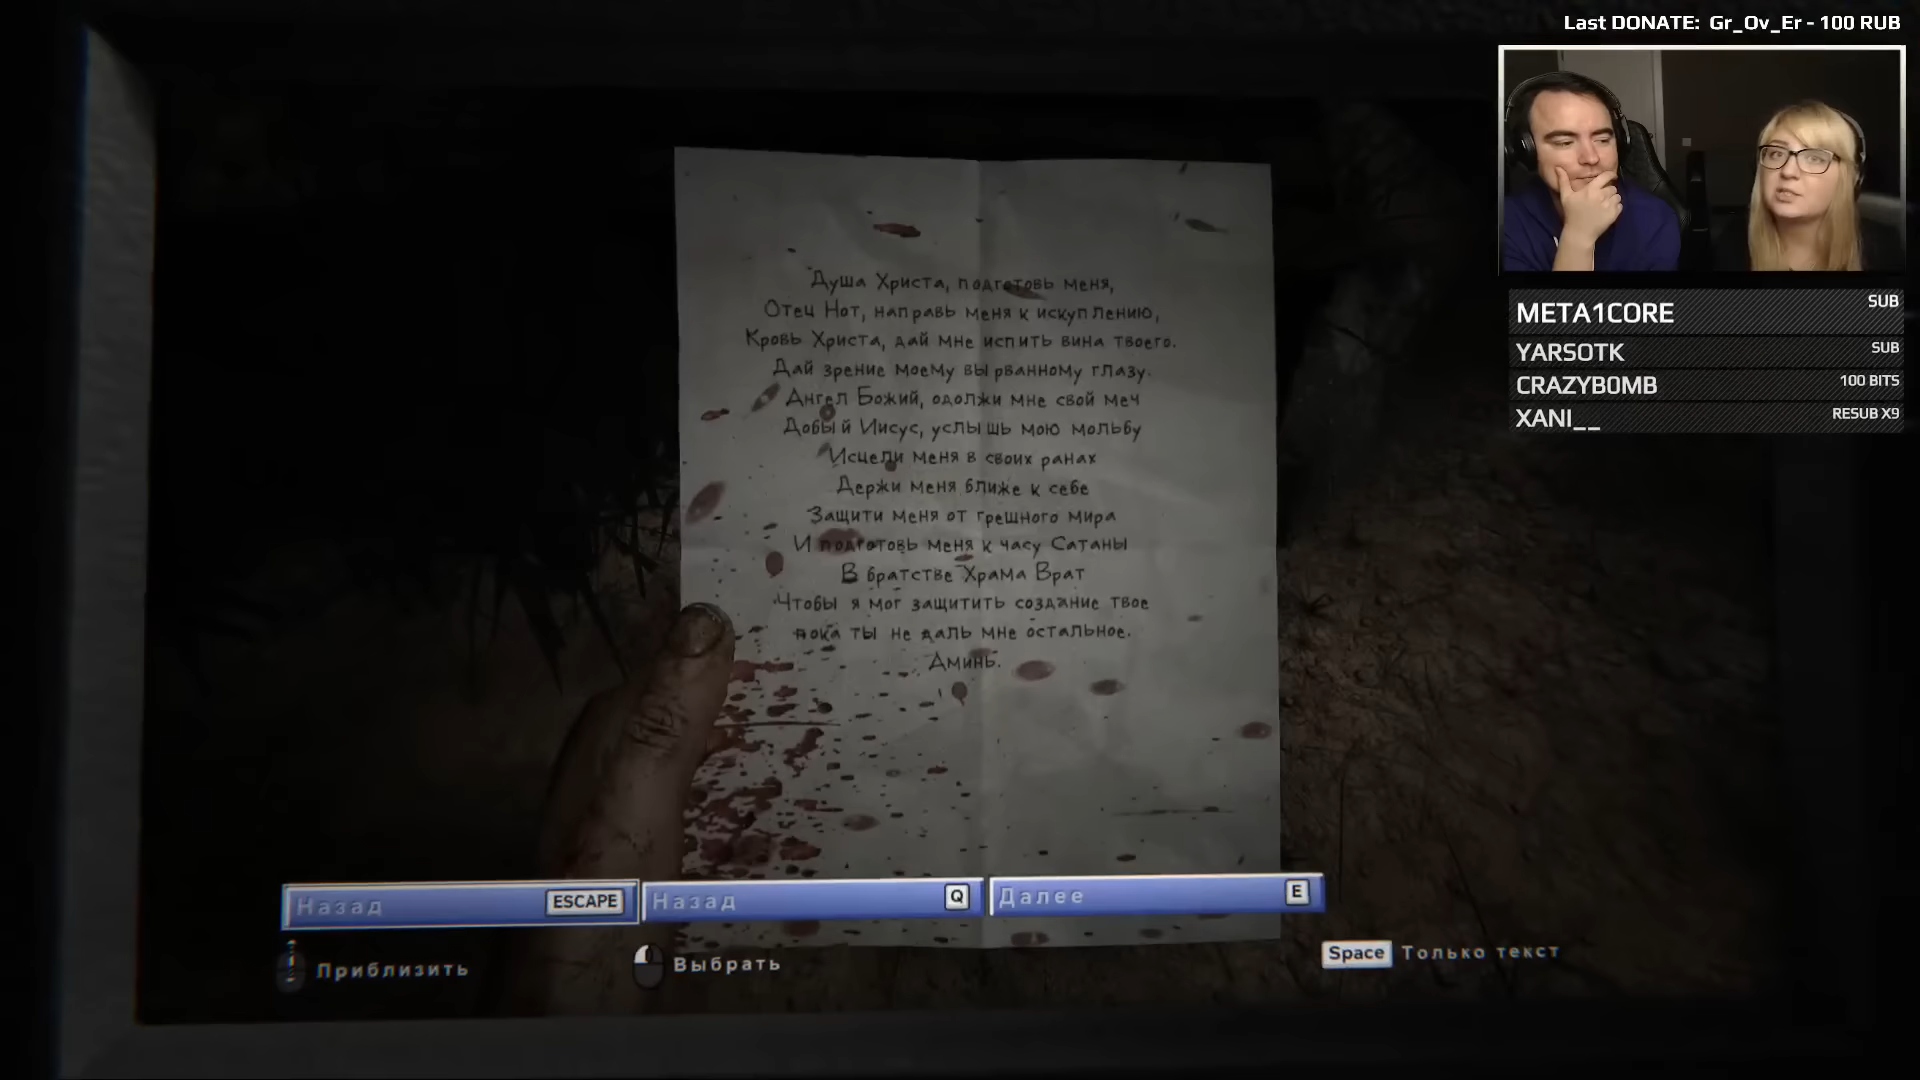 Last DONATE: Gr_Ov_Er - 100 RUB
META1CORE SUB
YARSOTK SUB
CRAZYBOMB 100 BITS
XANI__ RESUB X9
Душа Христа, подготовь меня,
Отец Нот, направь меня к искуплению,
Кровь Христа, дай мне испить вина твоего.
Дай зрение моему вырванному глазу.
Ангел Божий, одолжи мне свой меч
Добый Иисус, услышь мою мольбу
Исцели меня в своих ранах
Держи меня ближе к себе
Защити меня от грешного мира
И подготовь меня к часу Сатаны
В братстве Храма Врат
Чтобы я мог защитить создание твое
пока ты не даль мне остальное.
Аминь.
Назад ESCAPE
Назад Q
Далее E
Приблизить
Выбрать
Space Только текст